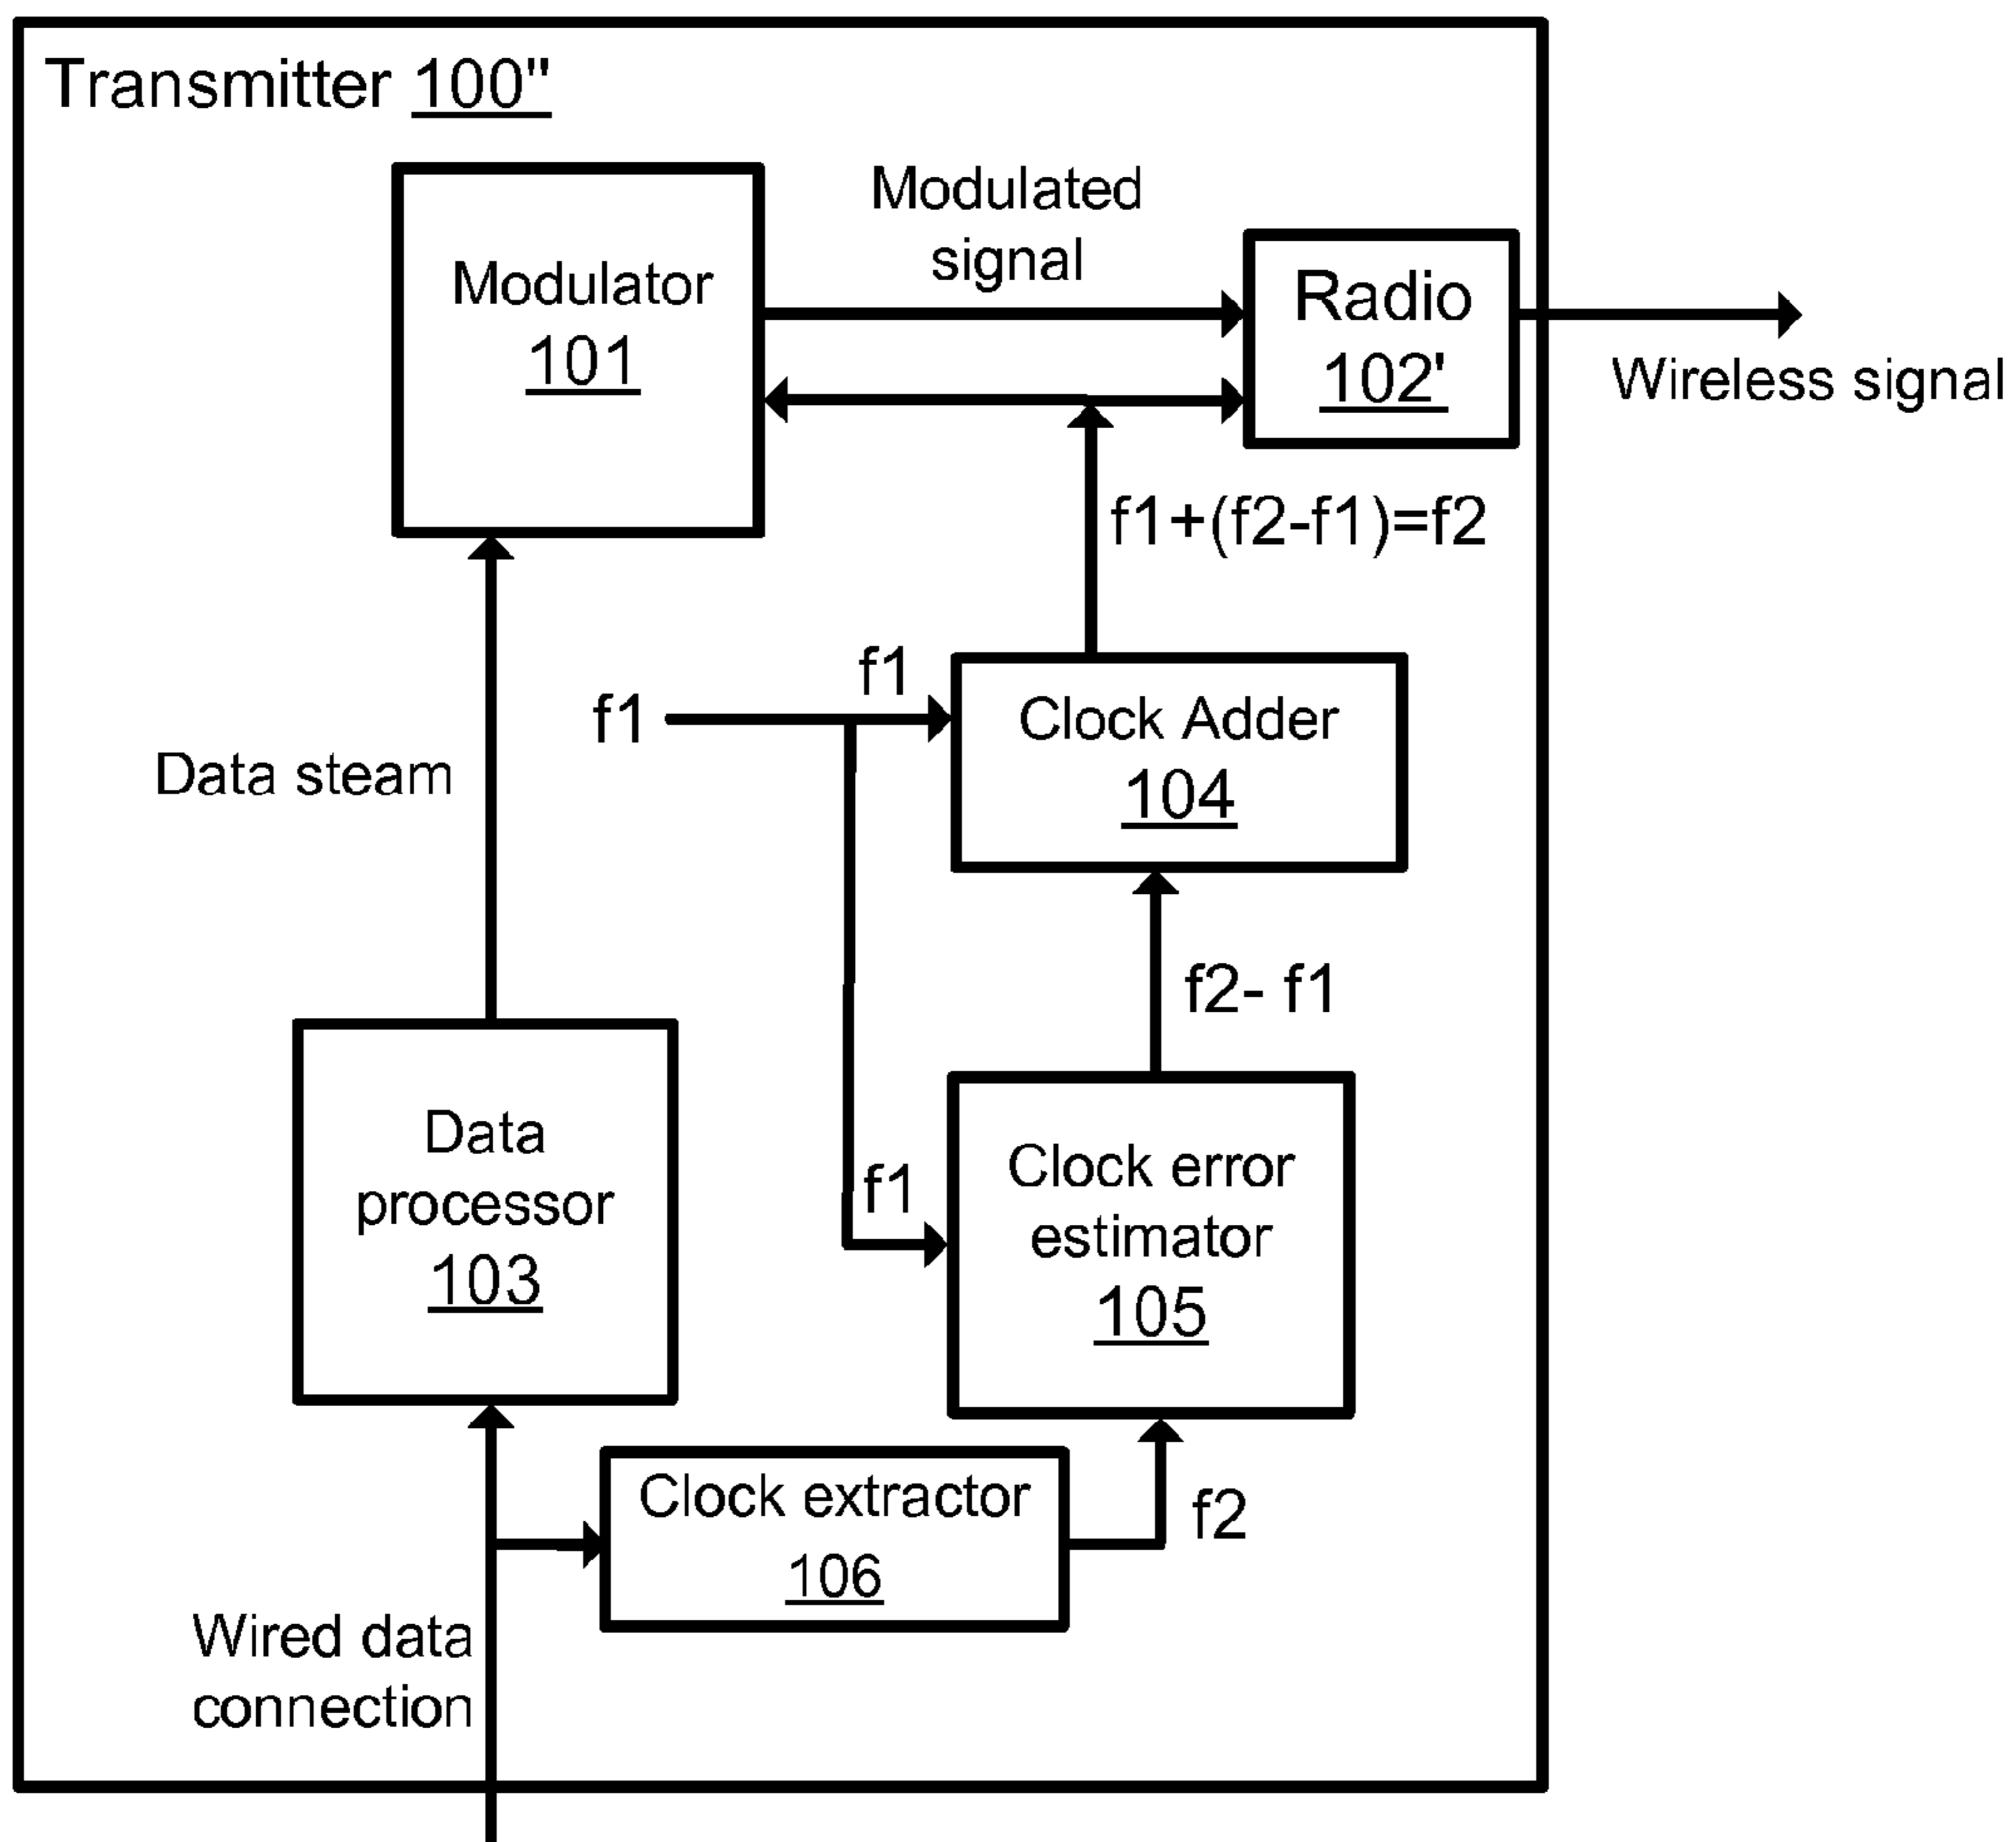 Transmitter 100"
Modulator
101
Modulated
signal
Radio
102'
Wireless signal
f1+(f2-f1)=f2
f1
f1
Clock Adder
104
Data steam
f2- f1
Data
processor
103
f1
Clock error
estimator
105
Clock extractor
106
f2
Wired data
connection